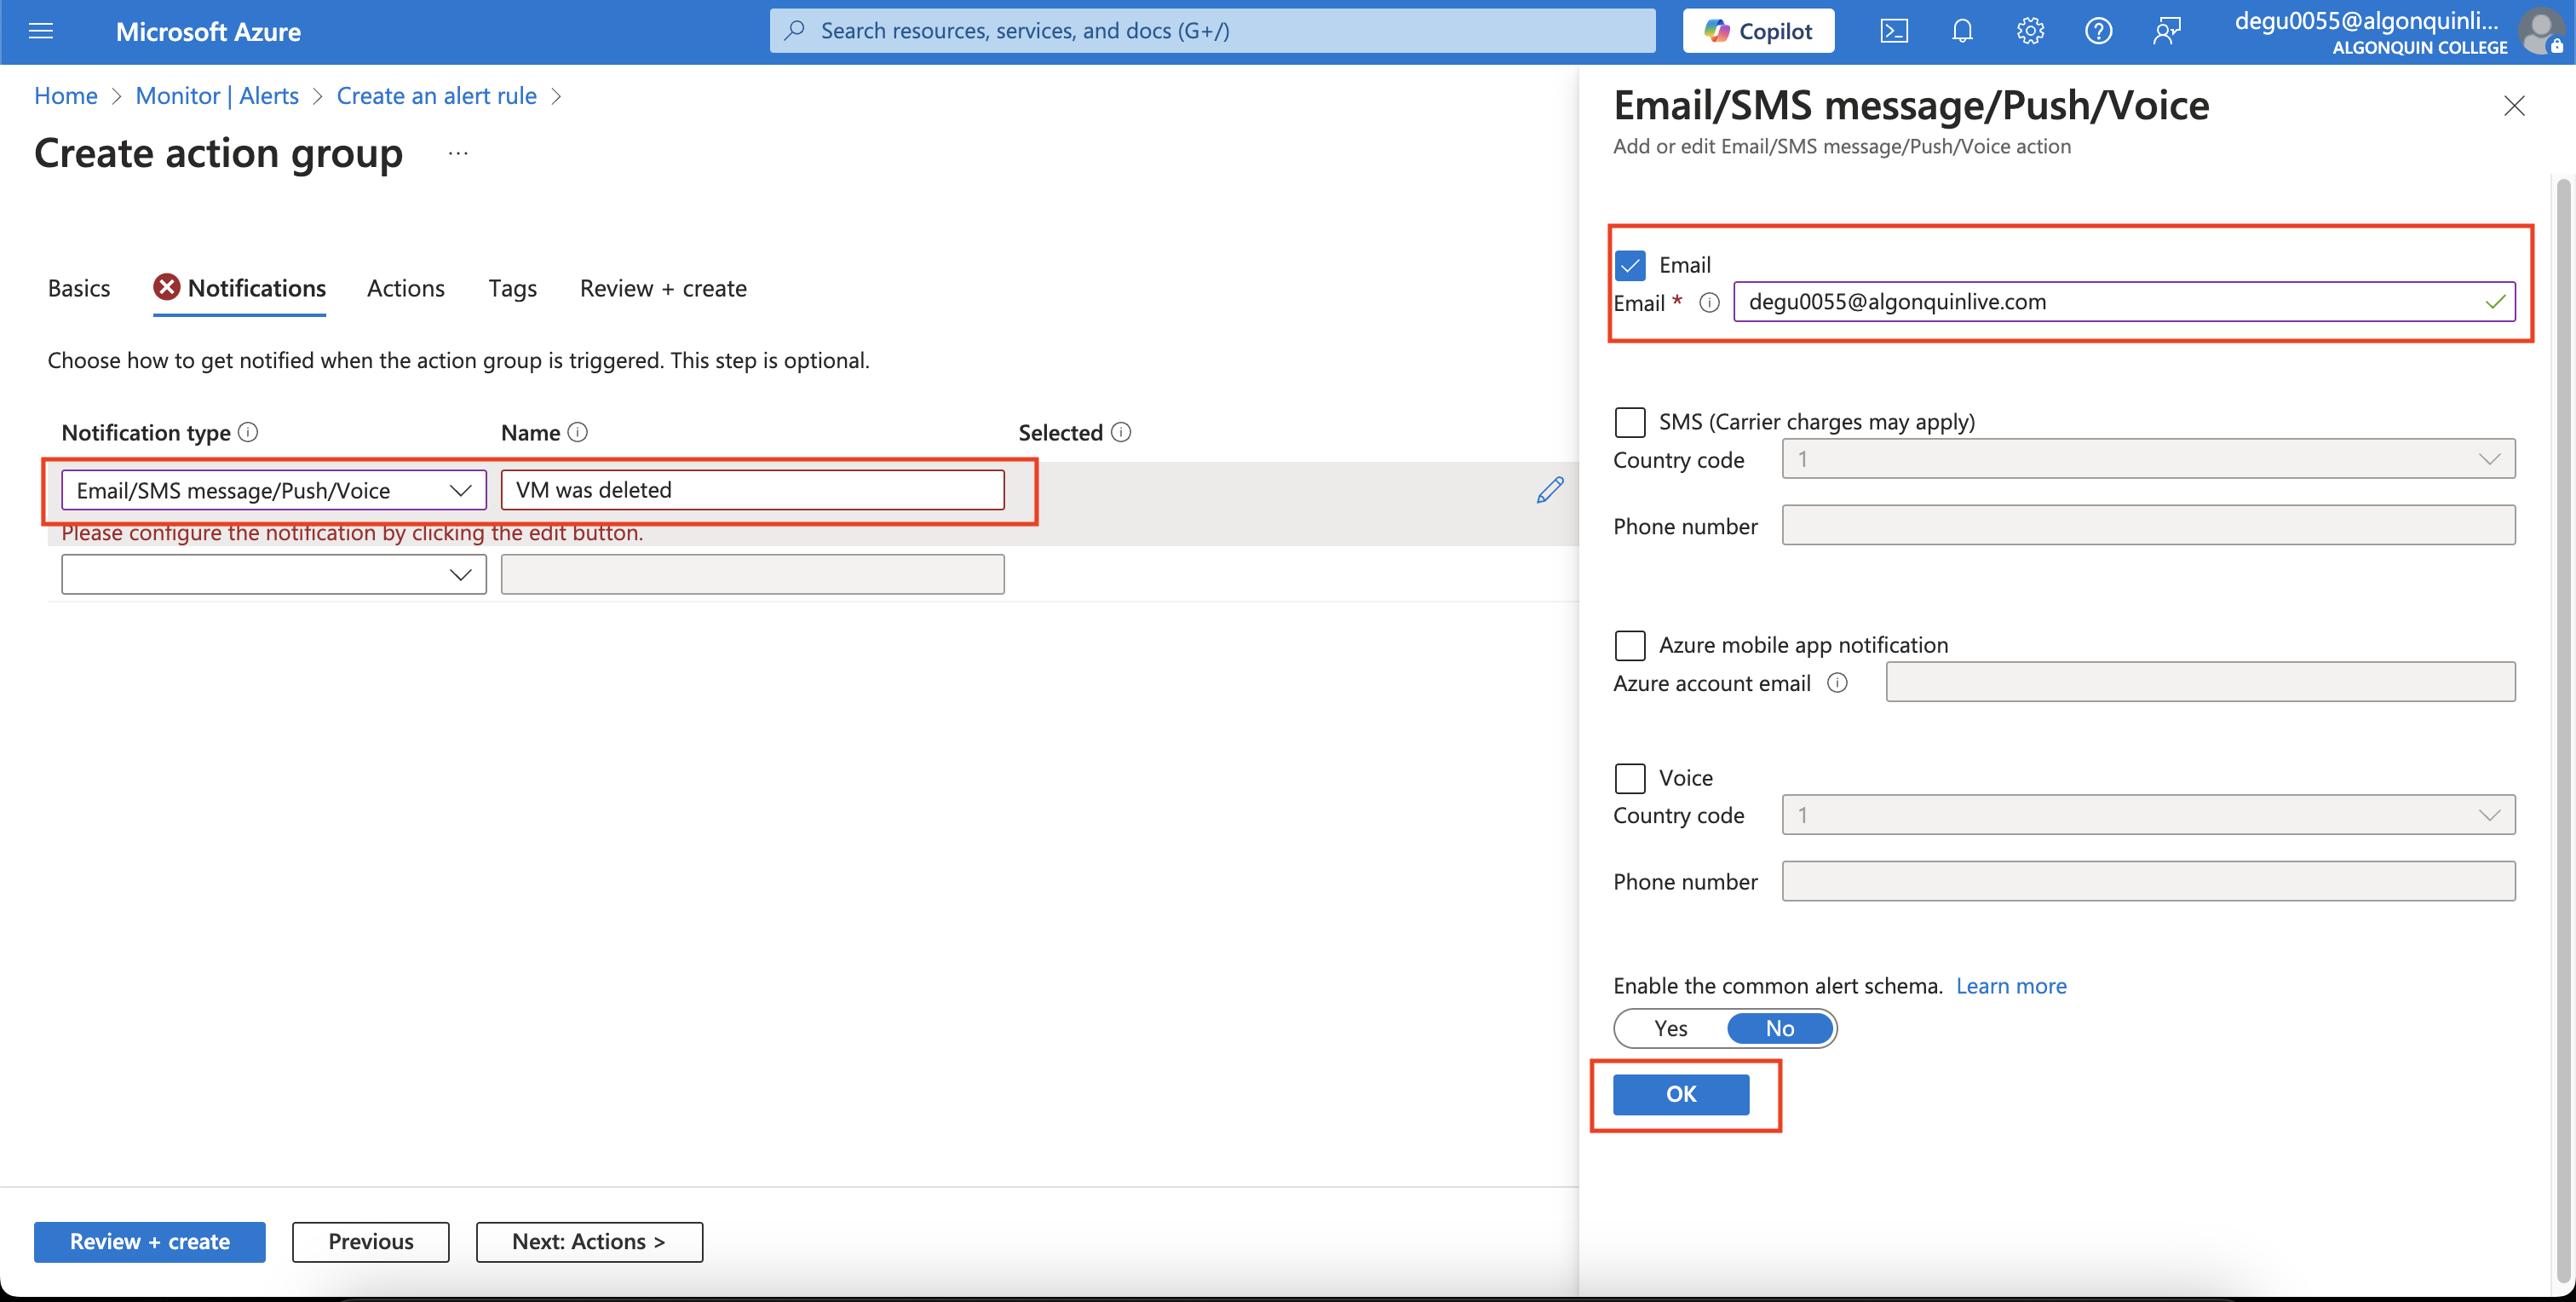 Microsoft Azure
Search resources, services, and docs (G+/)
Copilot
degu0055@algonquinli...
ALGONQUIN COLLEGE
Home > Monitor | Alerts > Create an alert rule >
Create action group ...
Basics
Notifications
Actions
Tags
Review + create
Choose how to get notified when the action group is triggered. This step is optional.
Notification type
Name
Selected
Email/SMS message/Push/Voice
VM was deleted
Please configure the notification by clicking the edit button.
Review + create
Previous
Next: Actions >
Email/SMS message/Push/Voice
Add or edit Email/SMS message/Push/Voice action
Email
Email * degu0055@algonquinlive.com
SMS (Carrier charges may apply)
Country code 1
Phone number
Azure mobile app notification
Azure account email
Voice
Country code 1
Phone number
Enable the common alert schema. Learn more
Yes No
OK